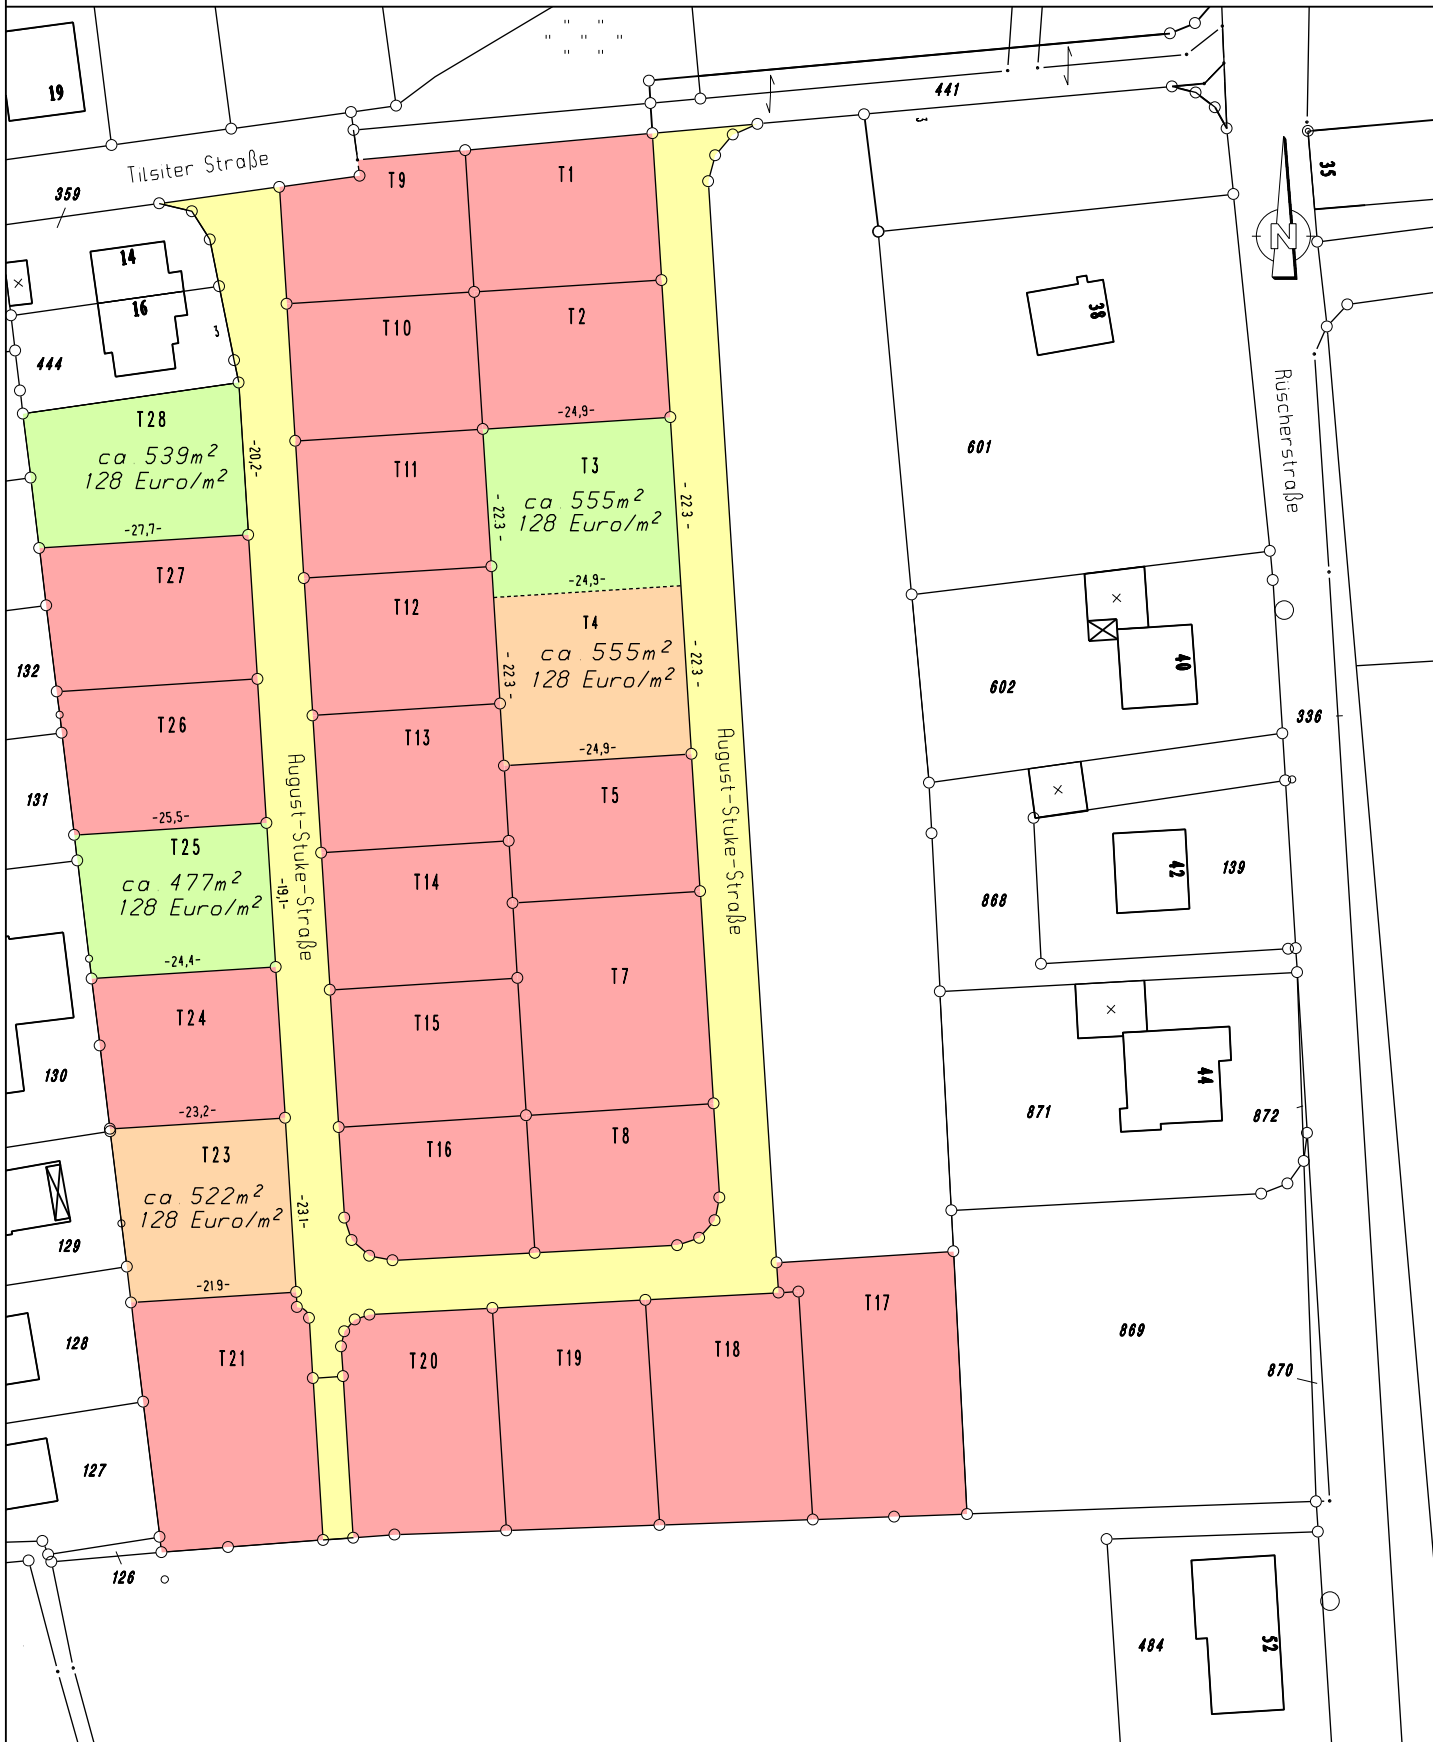 19
441
3
35
Tilsiter Straße
359
T9
T1
14
16
3
444
T10
T2
38
-24,9-
T28
ca. 539m²
128 Euro/m²
-20,2-
-27,7-
T11
T3
ca. 555m²
128 Euro/m²
-22.3-
-22.3-
-24,9-
601
Rüscherstraße
N
T27
T12
T4
ca. 555m²
128 Euro/m²
-22.3-
-22.3-
-24,9-
132
602
40
336
T26
T13
August-Stuke-Straße
August-Stuke-Straße
131
-25,5-
T25
ca. 477m²
128 Euro/m²
-19,1-
-24,4-
T5
T14
42
139
868
T24
T15
T7
130
-23,2-
44
871
872
T23
ca. 522m²
128 Euro/m²
-23.1-
-21.9-
T16
T8
129
128
T21
T20
T19
T18
T17
869
870
127
126
484
52